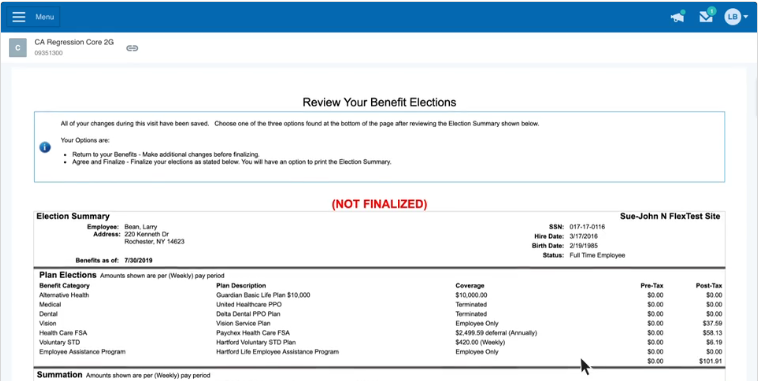 Menu
1
LB
C
CA Regression Core 2G
09351300
Review Your Benefit Elections
All of your changes during this visit have been saved. Choose one of the three options found at the bottom of the page after reviewing the Election Summary shown below.
Your Options are:
Return to your Benefits - Make additional changes before finalizing.
Agree and Finalize - Finalize your elections as stated below. You will have an option to print the Election Summary.
(NOT FINALIZED)
Election Summary Sue-John N FlexTest Site
Employee: Bean, Larry SSN: 017-17-0116
Address: 220 Kenneth Dr Hire Date: 3/17/2016
Rochester, NY 14623 Birth Date: 2/19/1985
Status: Full Time Employee
Benefits as of: 7/30/2019
Plan Elections Amounts shown are per (Weekly) pay period
Benefit Category Plan Description Coverage Pre-Tax Post-Tax
Alternative Health Guardian Basic Life Plan $10,000 $10,000.00 $0.00 $0.00
Medical United Healthcare PPO Terminated $0.00 $0.00
Dental Delta Dental PPO Plan Terminated $0.00 $0.00
Vision Vision Service Plan Employee Only $0.00 $37.59
Health Care FSA Paychex Health Care FSA $2,499.59 deferral (Annually) $0.00 $58.13
Voluntary STD Hartford Voluntary STD Plan $420.00 (Weekly) $0.00 $6.19
Employee Assistance Program Hartford Life Employee Assistance Program Employee Only $0.00 $0.00
$0.00 $101.91
Summation Amounts shown are per (Weekly) pay period